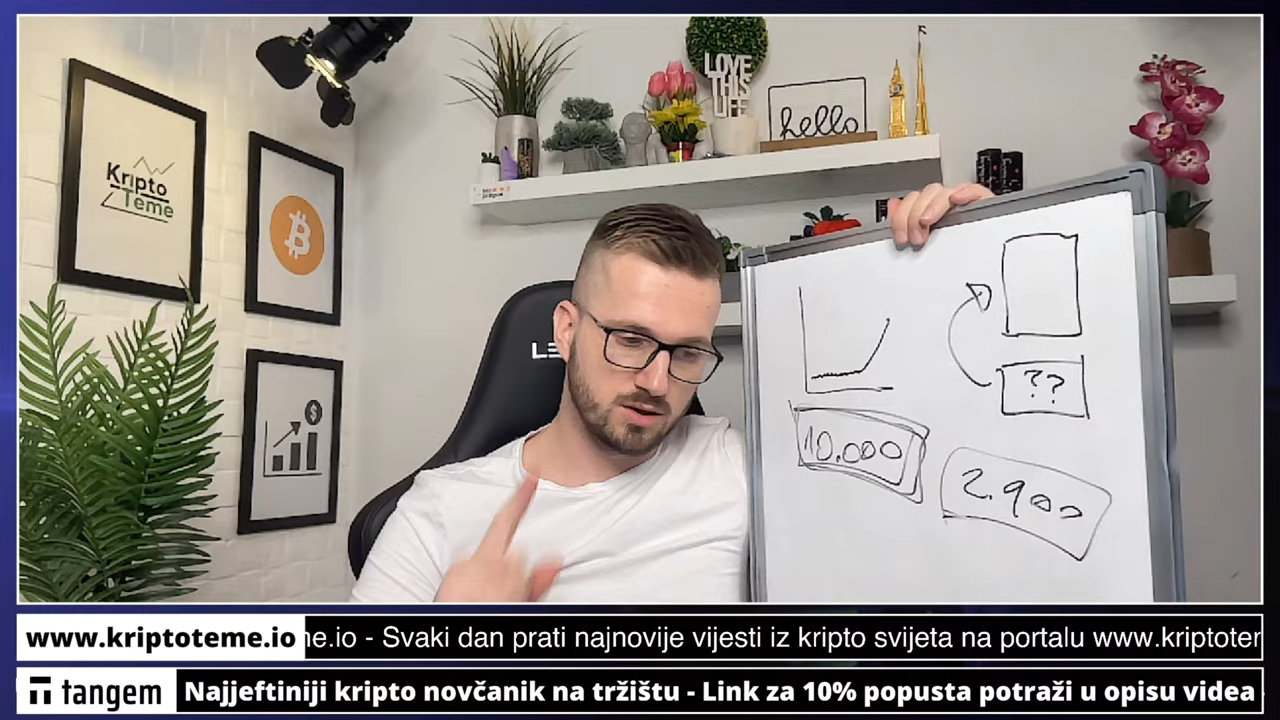 Kripto
Teme
LOVE
THIS
LIFE
hello
10.000
??
2.900
www.kriptoteme.io
ne.io - Svaki dan prati najnovije vijesti iz kripto svijeta na portalu www.kriptoter
tangem
Najjeftiniji kripto novčanik na tržištu - Link za 10% popusta potraži u opisu videa